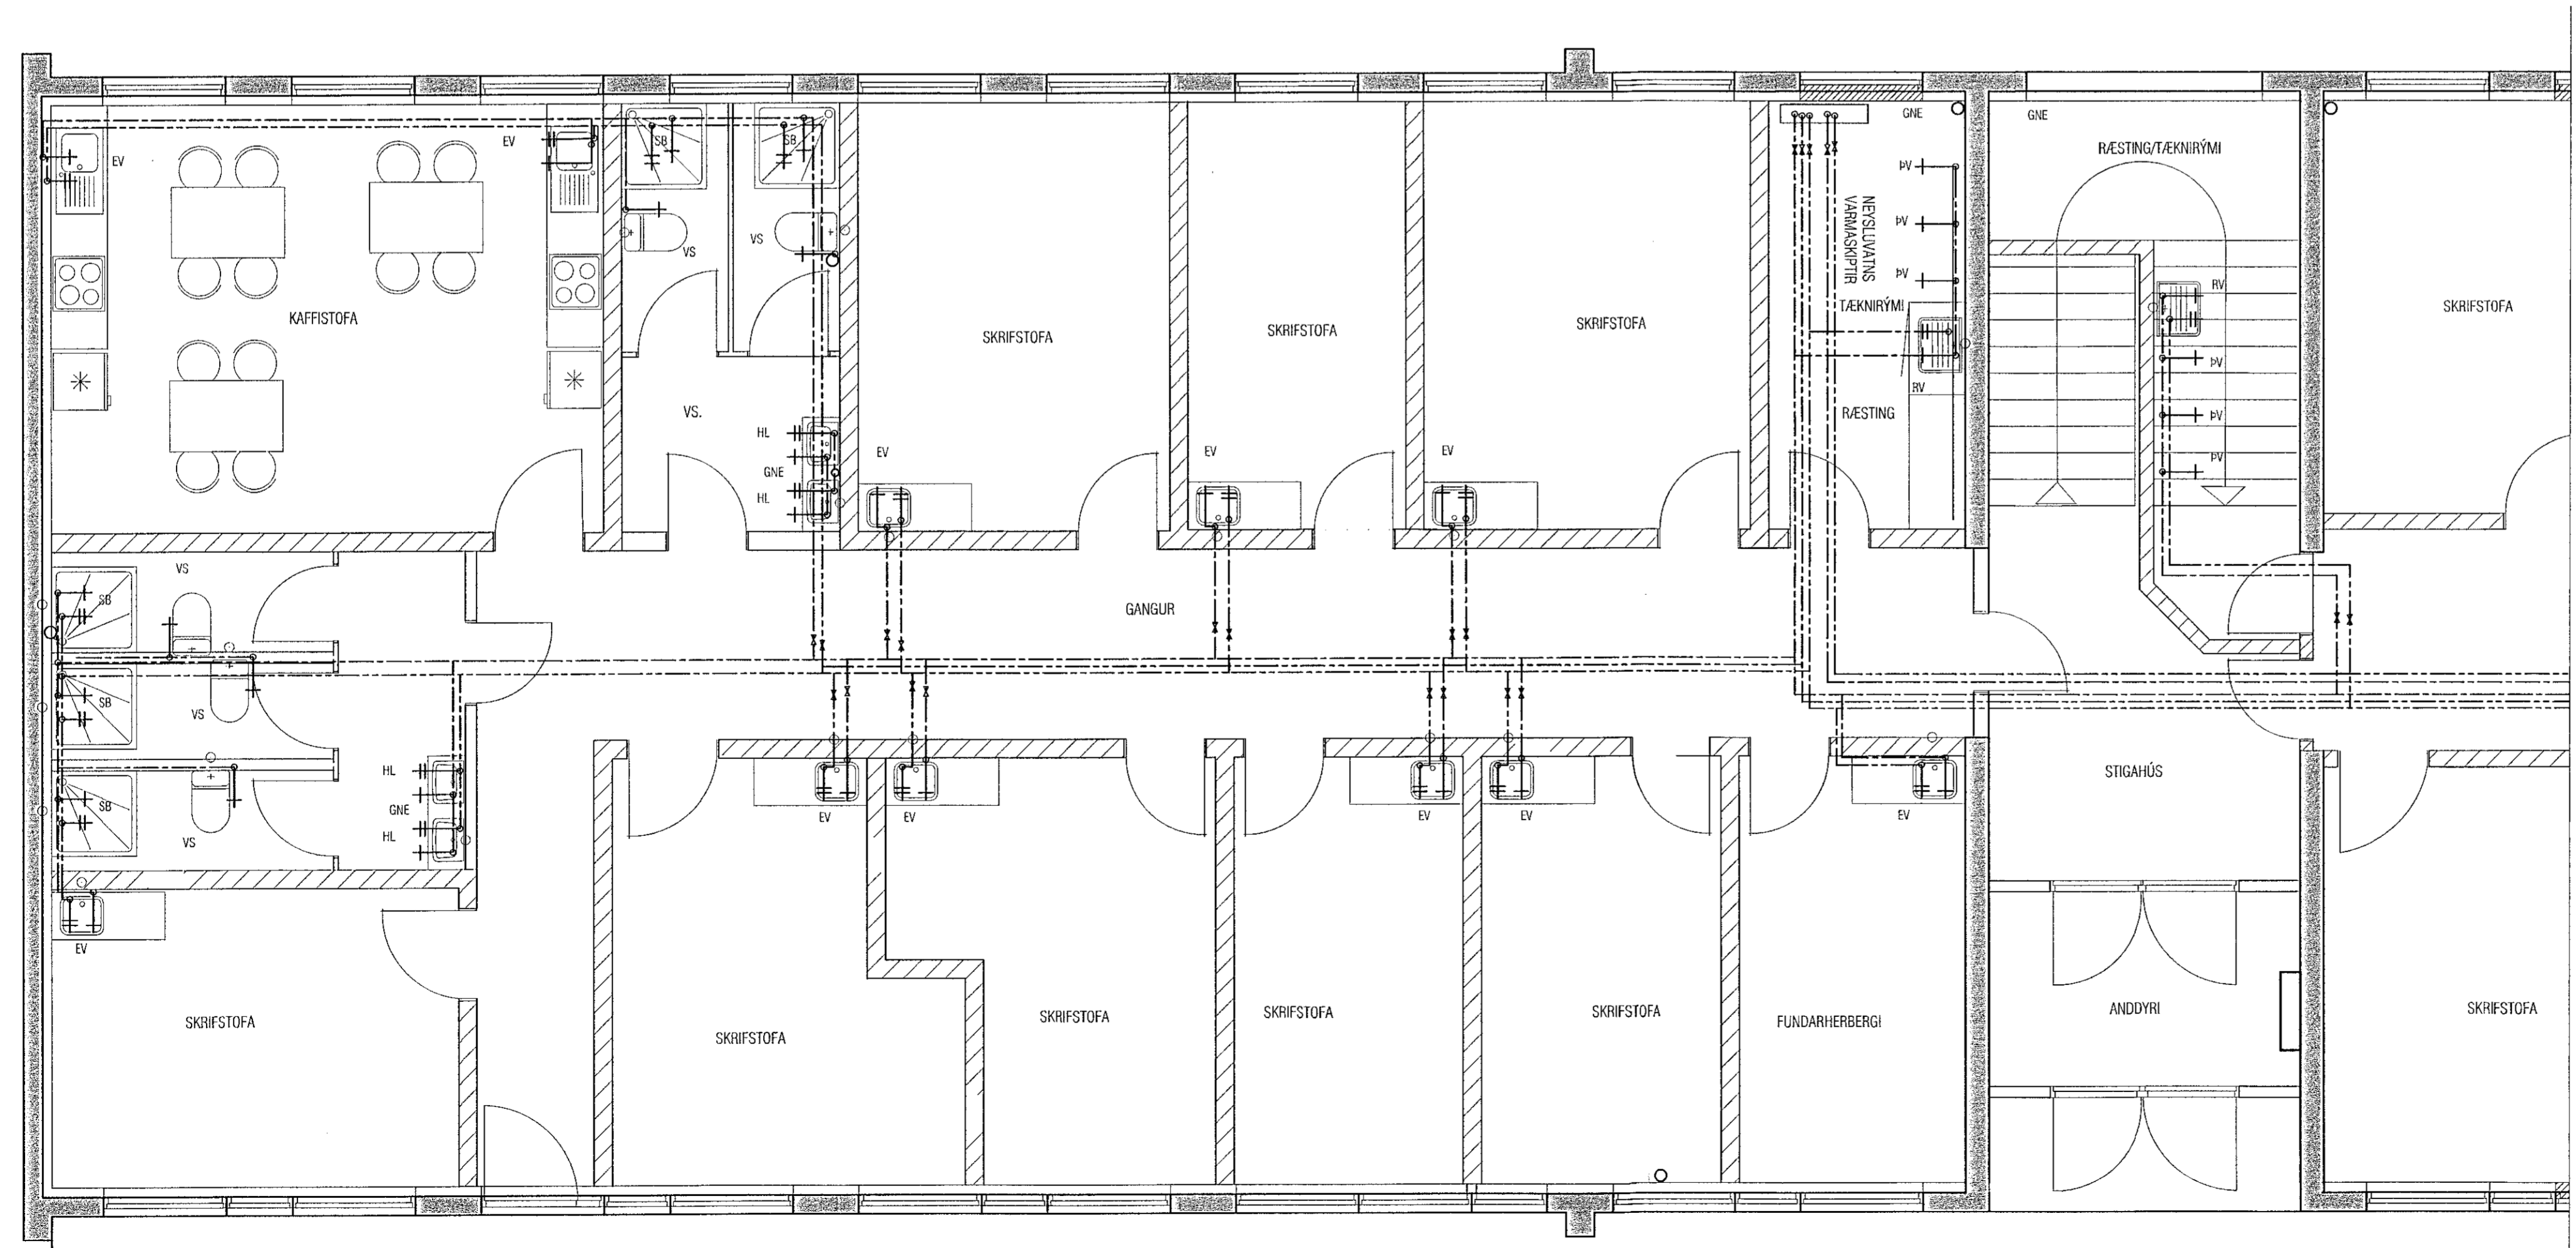 GNE
GNE
RÆSTING/TÆKNIRÝMI
EV
EV
SB
SB
ÞV
VS
VS
ÞV
NEYSLUVATNS
VARMASKIPTIR
ÞV
RV
KAFFISTOFA
SKRIFSTOFA
SKRIFSTOFA
SKRIFSTOFA
TÆKNIRÝMI
SKRIFSTOFA
ÞV
RV
VS.
RÆSTING
ÞV
HL
GNE
HL
EV
EV
EV
ÞV
VS
SB
GANGUR
SB
VS
HL
GNE
HL
SB
VS
STIGAHÚS
EV
EV
EV
EV
EV
EV
SKRIFSTOFA
SKRIFSTOFA
SKRIFSTOFA
SKRIFSTOFA
SKRIFSTOFA
FUNDARHERBERGI
ANDDYRI
SKRIFSTOFA